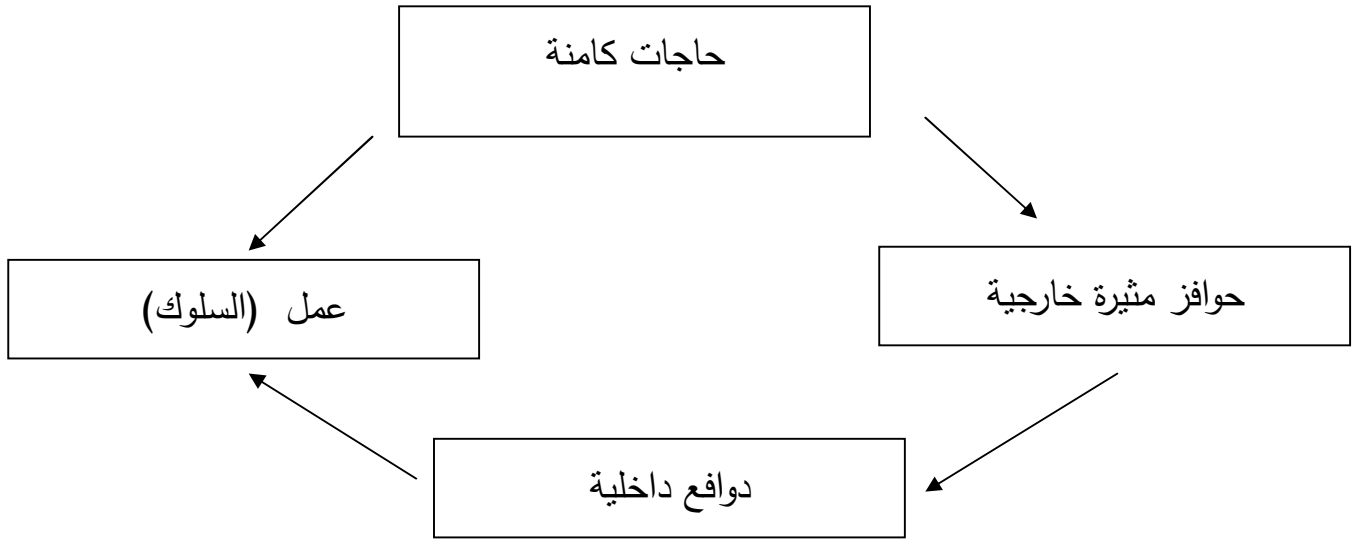 حاجات كامنة
حوافز مثيرة خارجية
عمل (السلوك)
دوافع داخلية